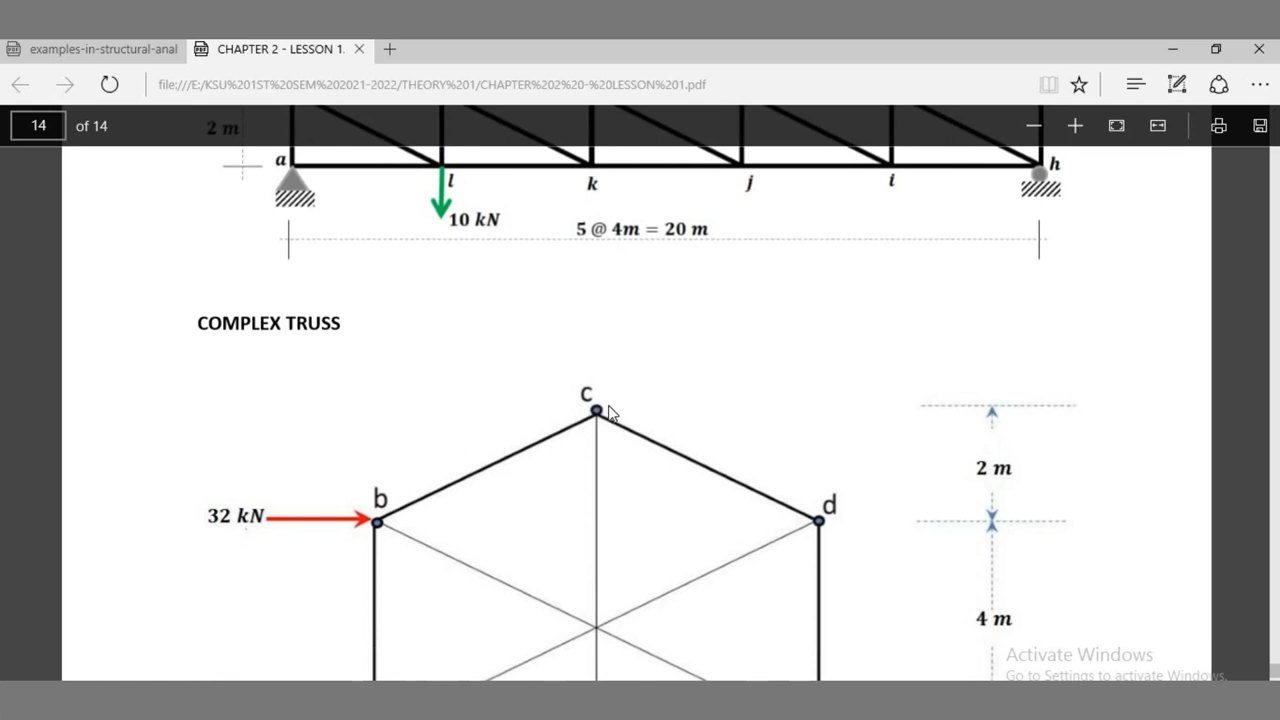 examples-in-structural-anal
CHAPTER 2 - LESSON 1.
file:///E:/KSU%201ST%20SEM%202021-2022/THEORY%201/CHAPTER%202%20-%20LESSON%201.pdf
14 of 14
2 m
a
h
l
k
j
i
10 kN
5 @ 4m = 20 m
COMPLEX TRUSS
c
2 m
b
d
32 kN
4 m
Activate Windows
Go to Settings to activate Windows.